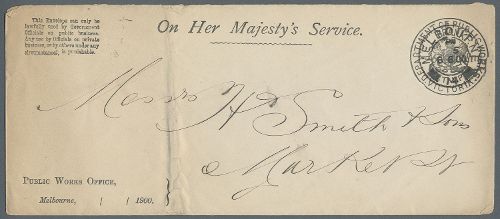 This Envelope can only be
lawfully used by Government
Officials on public business.
Any use by Officials on private
business, or by others under any
circumstances, is prohibited.
On Her Majesty's Service.
DEPARTMENT OF PUBLIC WORKS
MELBOURNE
VICTORIA
Messrs H. Smith & Sons
Market St
Public Works Office,
Melbourne, / / 1900.